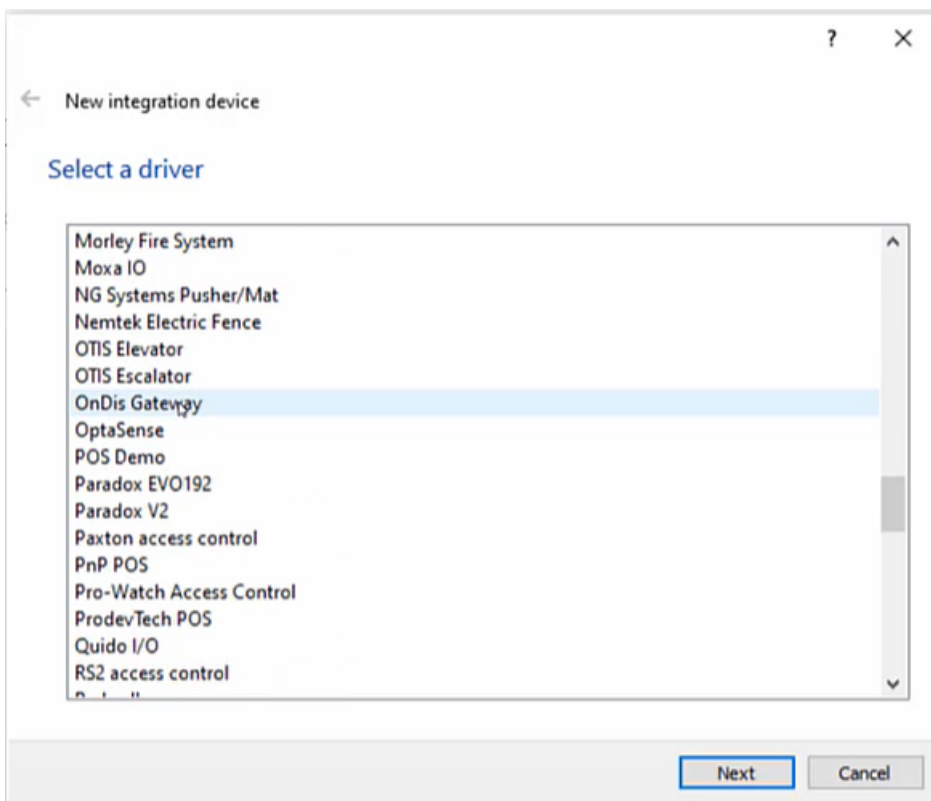 ?
New integration device
Select a driver
Morley Fire System
Moxa IO
NG Systems Pusher/Mat
Nemtek Electric Fence
OTIS Elevator
OTIS Escalator
OnDis Gateway
OptaSense
POS Demo
Paradox EVO192
Paradox V2
Paxton access control
PnP POS
Pro-Watch Access Control
ProdevTech POS
Quido I/O
RS2 access control
Next
Cancel